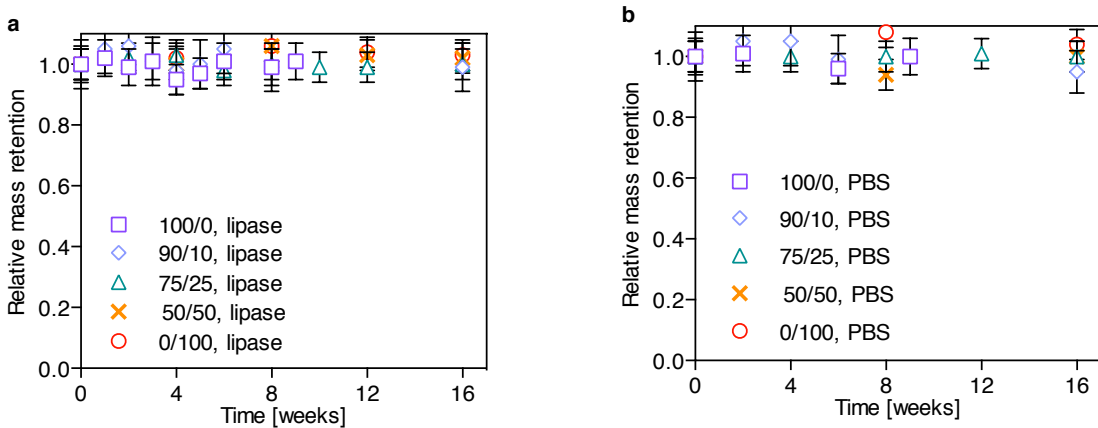 a
Relative mass retention
1.0
0.8
0.6
0.4
0.2
0.0
100/0, lipase
90/10, lipase
75/25, lipase
50/50, lipase
0/100, lipase
0 4 8 12 16
Time [weeks]
b
Relative mass retention
1.0
0.8
0.6
0.4
0.2
0.0
100/0, PBS
90/10, PBS
75/25, PBS
50/50, PBS
0/100, PBS
0 4 8 12 16
Time [weeks]